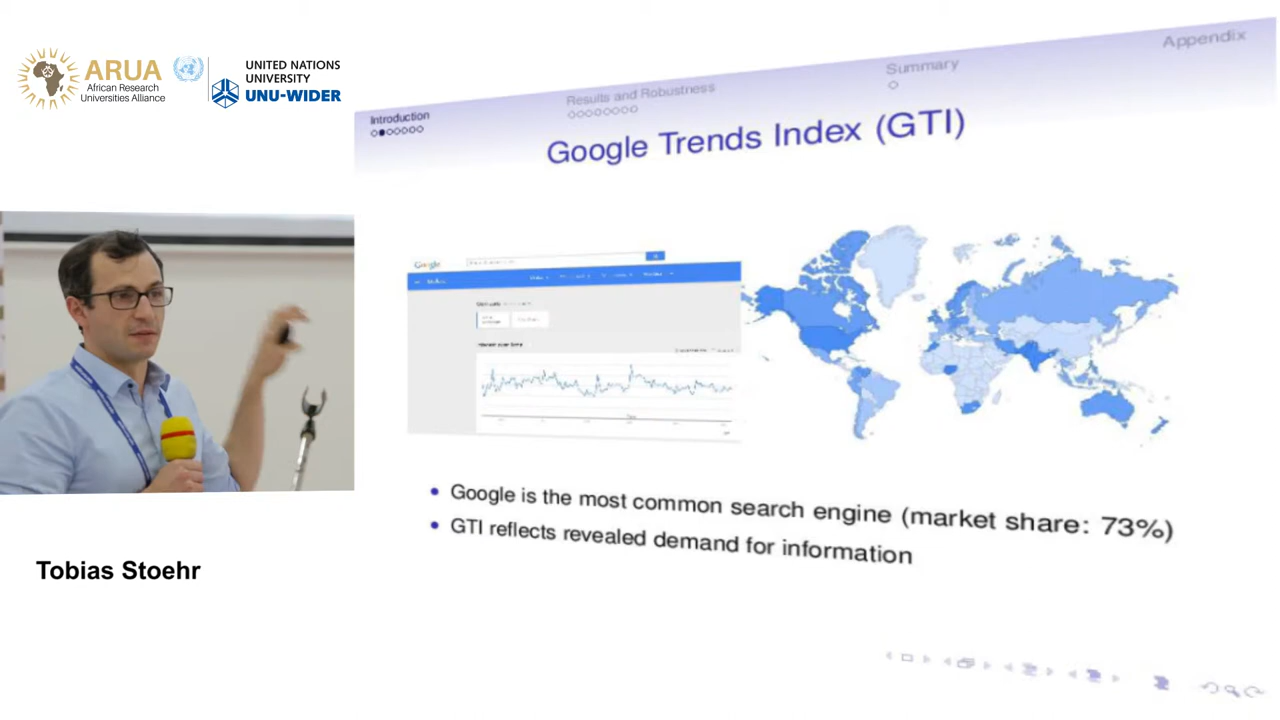 ARUA
African Research
Universities Alliance
UNITED NATIONS
UNIVERSITY
UNU-WIDER
Introduction
Results and Robustness
Summary
Appendix
Google Trends Index (GTI)
Google
Google is the most common search engine (market share: 73%)
GTI reflects revealed demand for information
Tobias Stoehr